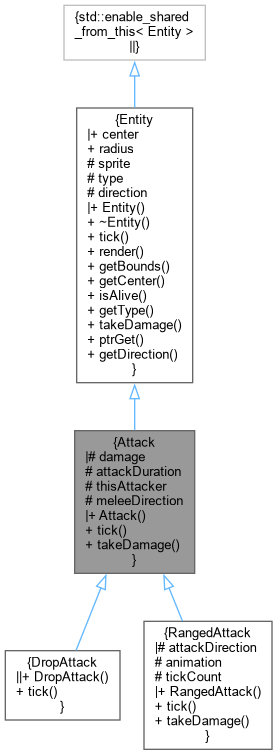 {std::enable_shared
_from_this< Entity >
||}
{Entity
|+ center
+ radius
# sprite
# type
# direction
|+ Entity()
+ ~Entity()
+ tick()
+ render()
+ getBounds()
+ getCenter()
+ isAlive()
+ getType()
+ takeDamage()
+ ptrGet()
+ getDirection()
}
{Attack
|# damage
# attackDuration
# thisAttacker
# meleeDirection
|+ Attack()
+ tick()
+ takeDamage()
}
{DropAttack
||+ DropAttack()
+ tick()
}
{RangedAttack
|# attackDirection
# animation
# tickCount
|+ RangedAttack()
+ tick()
+ takeDamage()
}